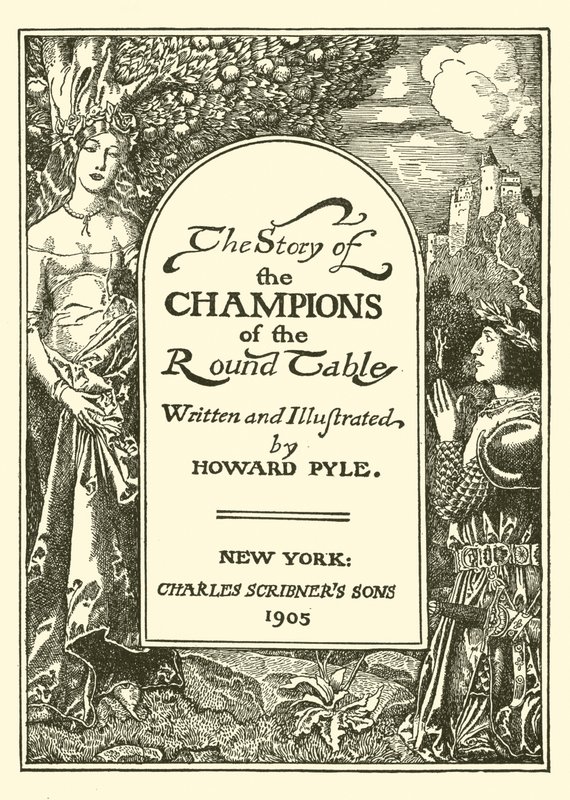 The Story of
the
CHAMPIONS
of the
Round Table
Written and Illuſtrated
by
HOWARD PYLE.
NEW YORK:
CHARLES SCRIBNER'S SONS
1905